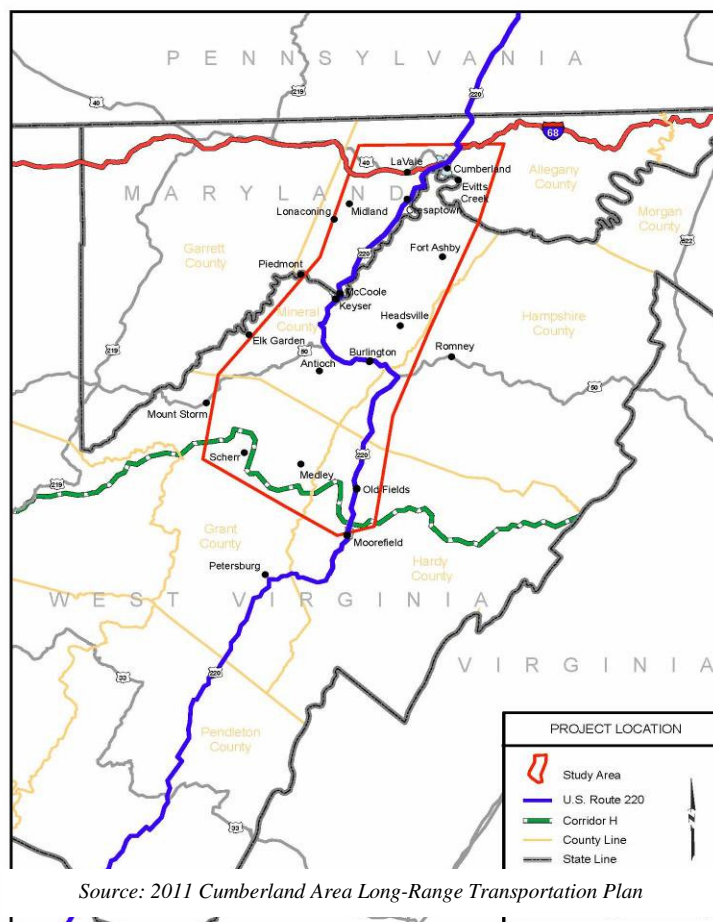 PENNSYLVANIA
219
40
220
220
68
40
LaVale
Cumberland
Evitts
Creek
Allegany
County
MARYLAND
Cresaptown
Midland
Lonaconing
Morgan
County
522
Garrett
County
220
Fort Ashby
Piedmont
McCoole
Keyser
Mineral
County
Headsville
Hampshire
County
Elk Garden
219
50
Burlington
Romney
Antioch
50
Mount Storm
220
Scherr
Medley
Old Fields
219
Grant
County
Moorefield
Hardy
County
Petersburg
WEST VIRGINIA
VIRGINIA
33
220
Pendleton
County
33
PROJECT LOCATION
Study Area
U.S. Route 220
Corridor H
County Line
State Line
N
Source: 2011 Cumberland Area Long-Range Transportation Plan